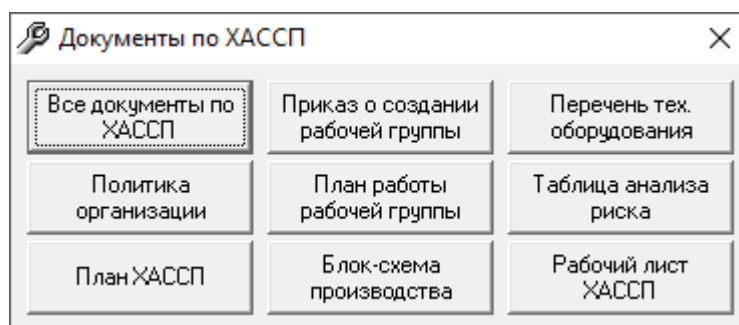 Документы по ХАССП
Все документы по
ХАССП
Приказ о создании
рабочей группы
Перечень тех.
оборудования
Политика
организации
План работы
рабочей группы
Таблица анализа
риска
План ХАССП
Блок-схема
производства
Рабочий лист
ХАССП